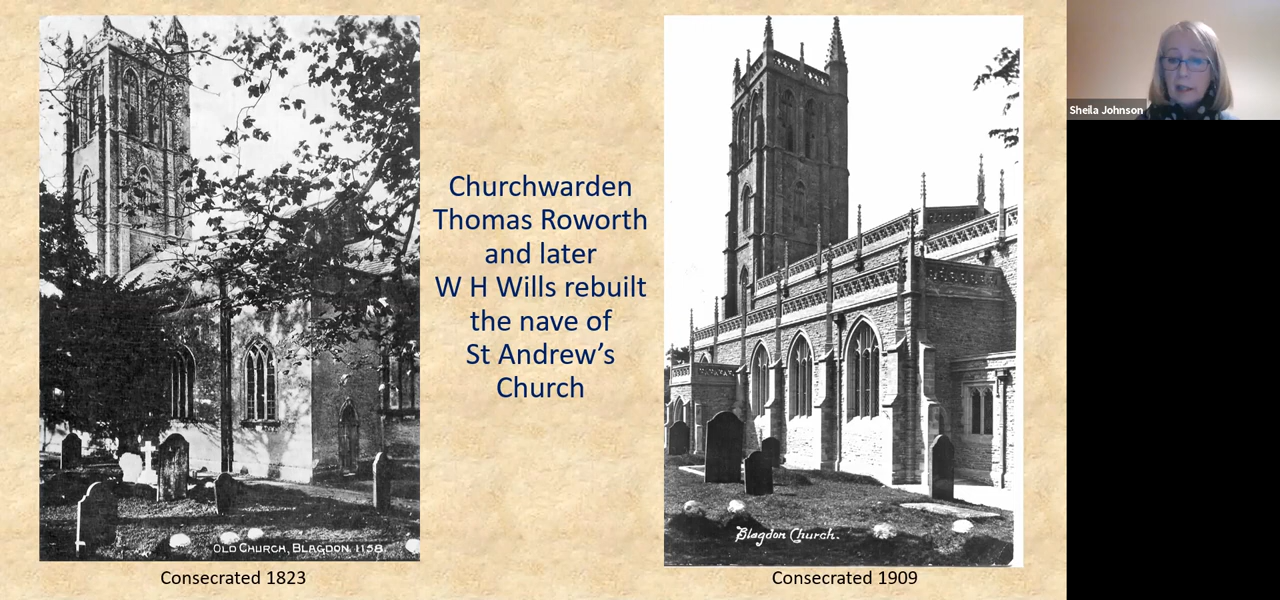 Churchwarden
Thomas Roworth
and later
W H Wills rebuilt
the nave of
St Andrew's
Church
OLD CHURCH, BLAGDON. 1158.
Blagdon Church.
Consecrated 1823
Consecrated 1909
Sheila Johnson